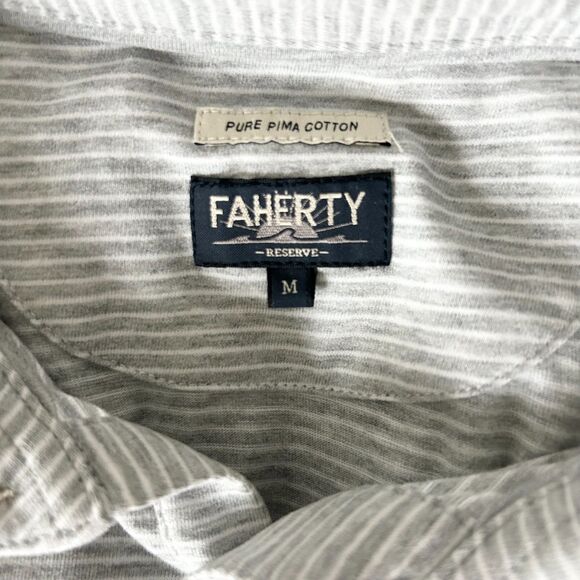 PURE PIMA COTTON
FAHERTY
-RESERVE-
M